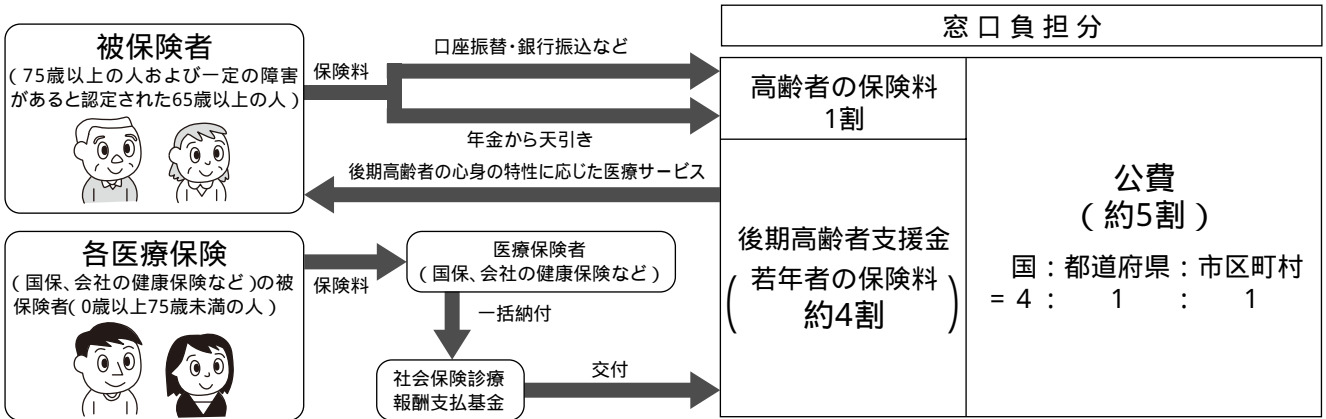 被保険者
(75歳以上の人および一定の障害
があると認定された65歳以上の人)
保険料
口座振替・銀行振込など
年金から天引き
後期高齢者の心身の特性に応じた医療サービス
各医療保険
(国保、会社の健康保険など)の被
保険者(0歳以上75歳未満の人)
保険料
医療保険者
(国保、会社の健康保険など)
一括納付
社会保険診療
報酬支払基金
交付
窓口負担分
高齢者の保険料
1割
後期高齢者支援金
(若年者の保険料
約4割)
公費
(約5割)
国:都道府県:市区町村
=4: 1 : 1